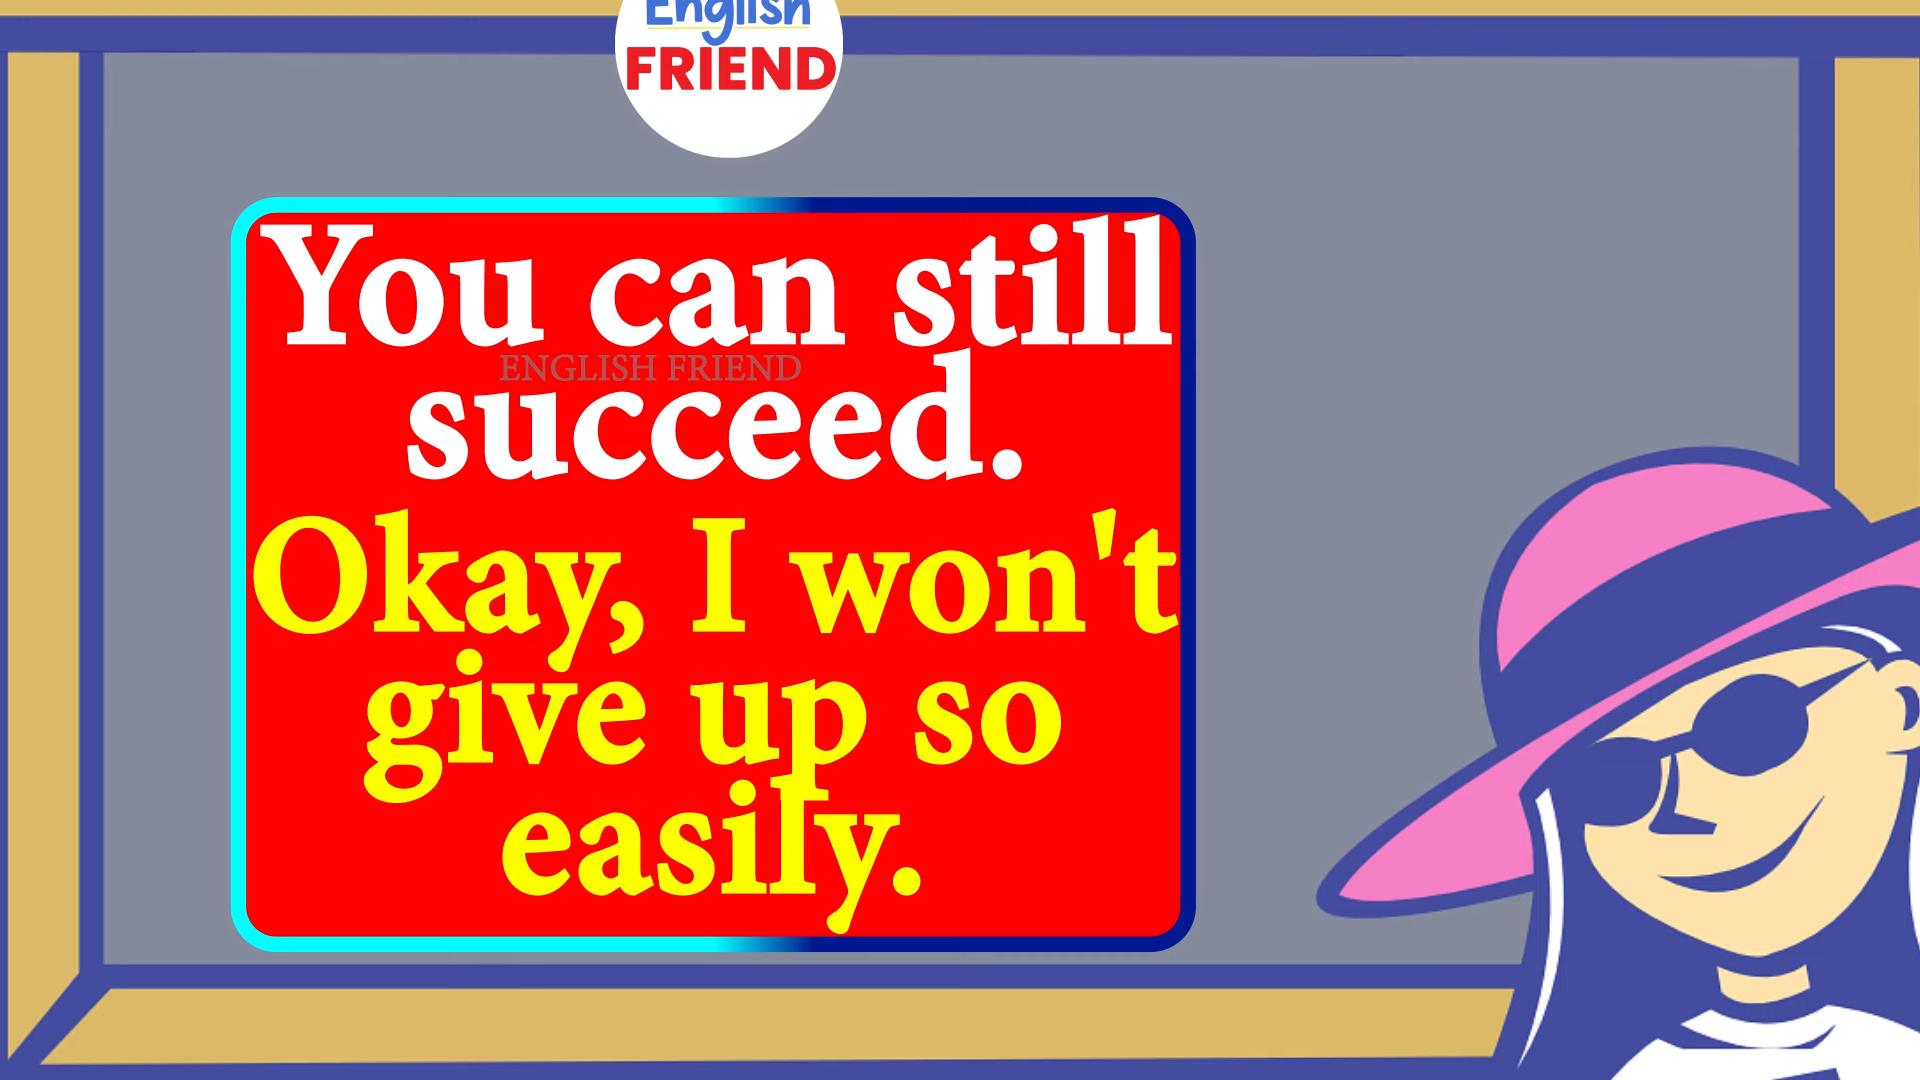 English
FRIEND
You can still
ENGLISH FRIEND
succeed.
Okay, I won't
give up so
easily.